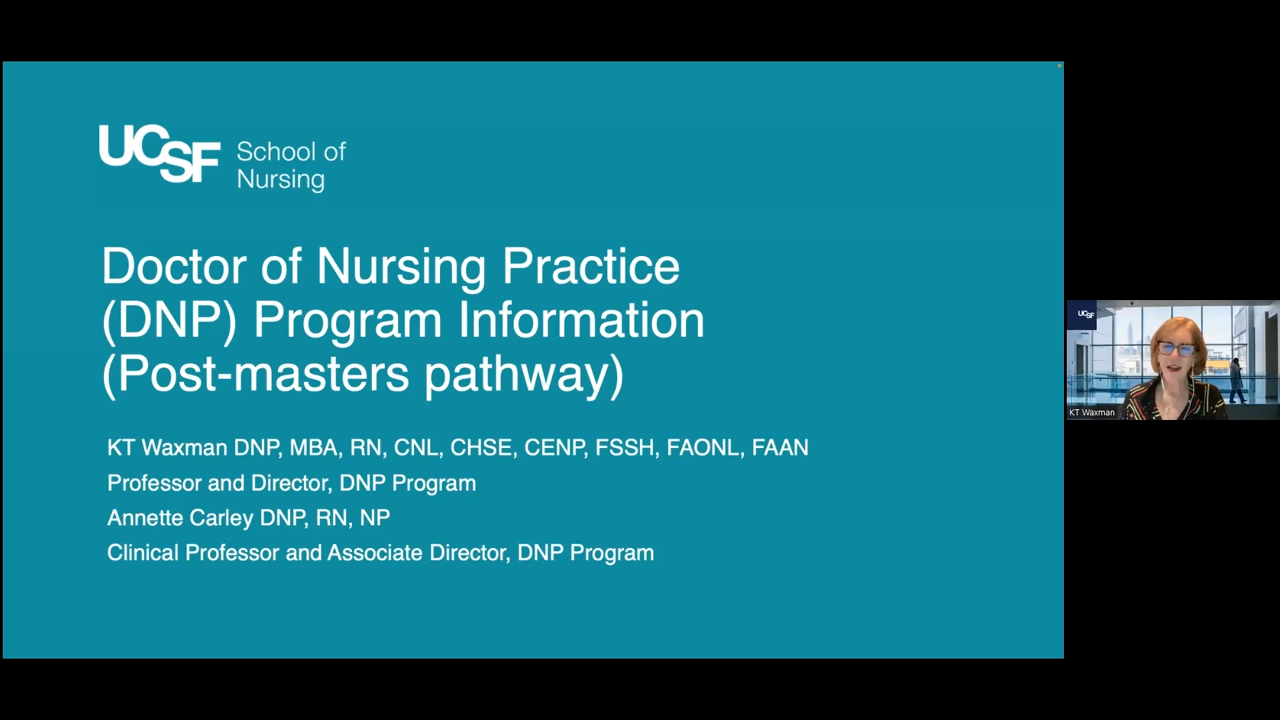 UCSF School of
Nursing
Doctor of Nursing Practice
(DNP) Program Information
(Post-masters pathway)
KT Waxman DNP, MBA, RN, CNL, CHSE, CENP, FSSH, FAONL, FAAN
Professor and Director, DNP Program
Annette Carley DNP, RN, NP
Clinical Professor and Associate Director, DNP Program
UCSF
KT Waxman